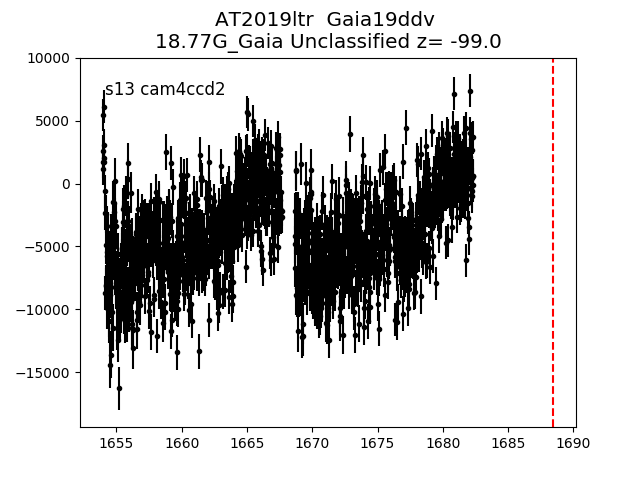 AT2019ltr  Gaia19ddv
18.77G_Gaia Unclassified z= -99.0
s13 cam4ccd2
10000
5000
0
−5000
−10000
−15000
1655 1660 1665 1670 1675 1680 1685 1690